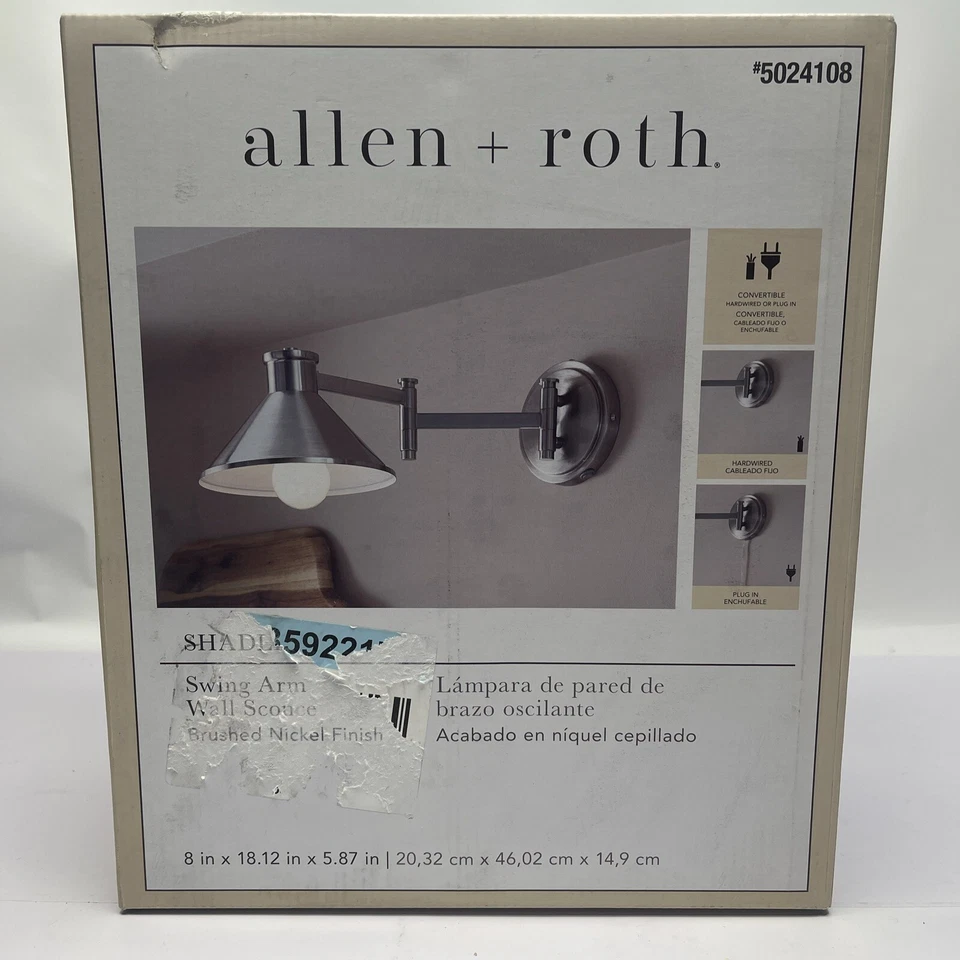 #5024108
allen + roth®
CONVERTIBLE
HARDWIRED OR PLUG IN
CONVERTIBLE,
CABLEADO FIJO O
ENCHUFABLE
HARDWIRED
CABLEADO FIJO
PLUG IN
ENCHUFABLE
Swing Arm
Wall Sconce
Brushed Nickel Finish
Lámpara de pared de
brazo oscilante
Acabado en níquel cepillado
8 in x 18.12 in x 5.87 in | 20,32 cm x 46,02 cm x 14,9 cm